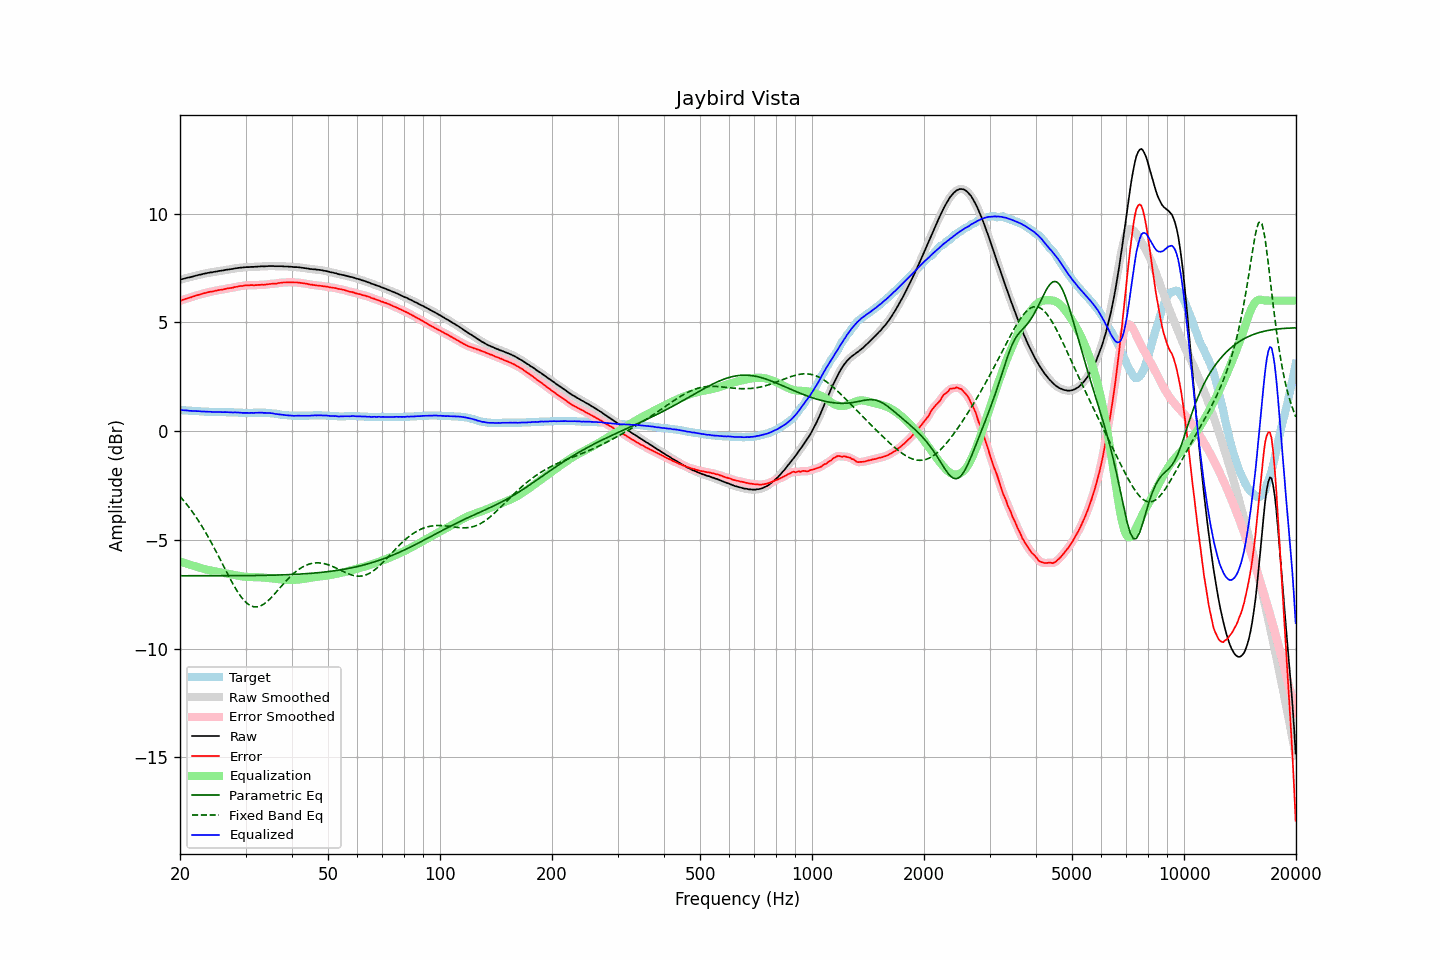 Jaybird Vista
Amplitude (dBr)
10
5
0
−5
−10
−15
Target
Raw Smoothed
Error Smoothed
Raw
Error
Equalization
Parametric Eq
Fixed Band Eq
Equalized
20 50 100 200 500 1000 2000 5000 10000 20000
Frequency (Hz)